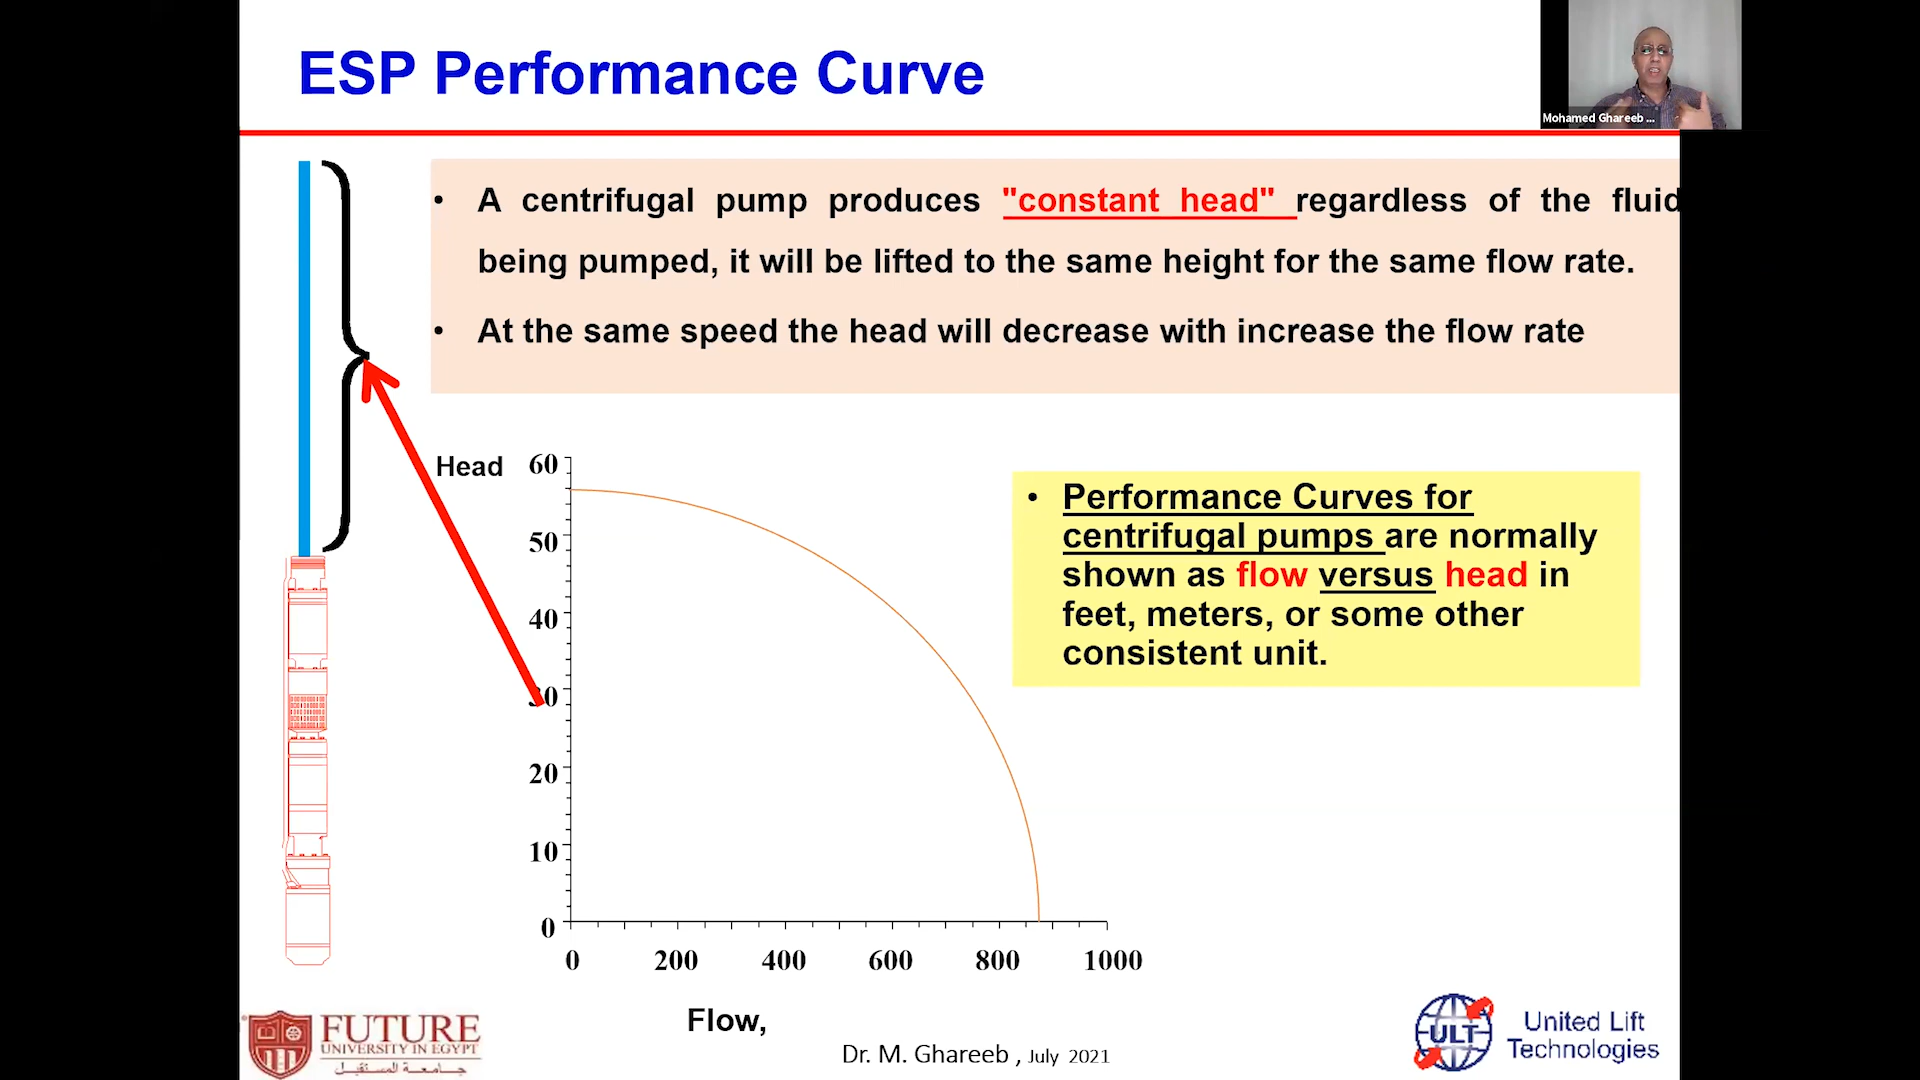 ESP Performance Curve
Mohamed Ghareeb ...
• A centrifugal pump produces "constant head" regardless of the fluid
being pumped, it will be lifted to the same height for the same flow rate.
• At the same speed the head will decrease with increase the flow rate
Head
60
50
40
30
20
10
0
0 200 400 600 800 1000
Flow,
• Performance Curves for
centrifugal pumps are normally
shown as flow versus head in
feet, meters, or some other
consistent unit.
FUTURE
UNIVERSITY IN EGYPT
جامعة المستقبل
Dr. M. Ghareeb , July 2021
ULT
United Lift
Technologies